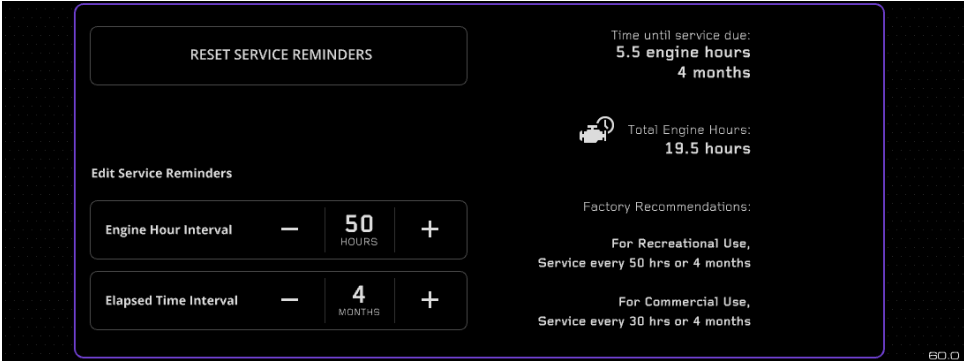 RESET SERVICE REMINDERS
Time until service due:
5.5 engine hours
4 months
Total Engine Hours:
19.5 hours
Edit Service Reminders
Engine Hour Interval − 50 +
HOURS
Elapsed Time Interval − 4 +
MONTHS
Factory Recommendations:
For Recreational Use,
Service every 50 hrs or 4 months
For Commercial Use,
Service every 30 hrs or 4 months
60.0